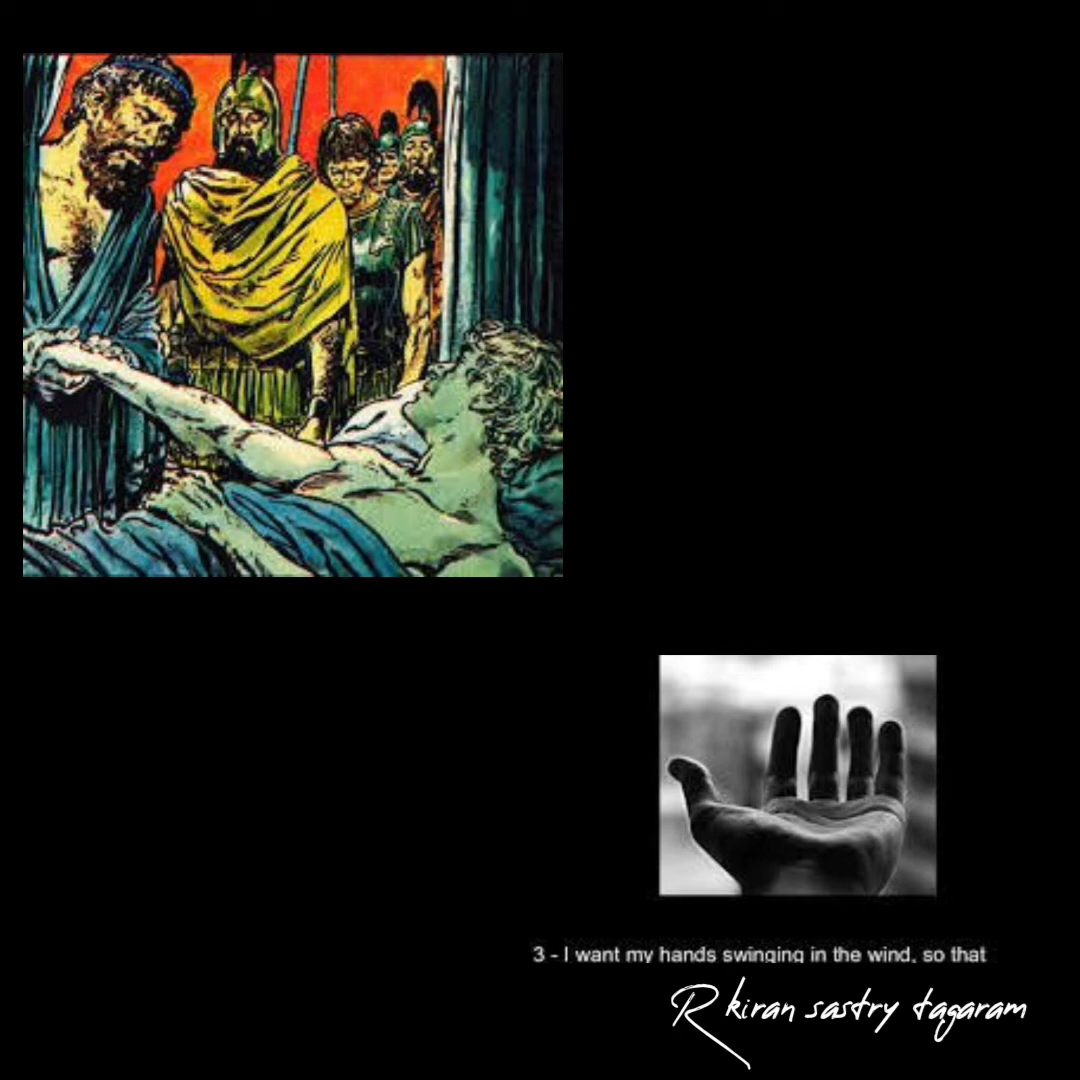 3 - I want my hands swinging in the wind, so that
R kiran sastry tagaram